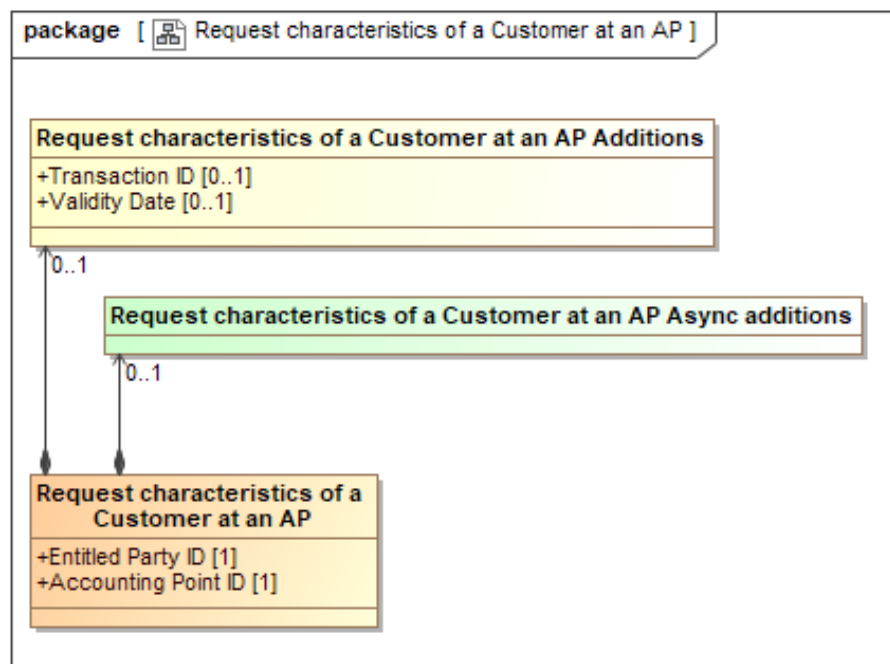 package [ Request characteristics of a Customer at an AP ]
Request characteristics of a Customer at an AP Additions
+Transaction ID [0..1]
+Validity Date [0..1]
0..1
Request characteristics of a Customer at an AP Async additions
0..1
Request characteristics of a
Customer at an AP
+Entitled Party ID [1]
+Accounting Point ID [1]